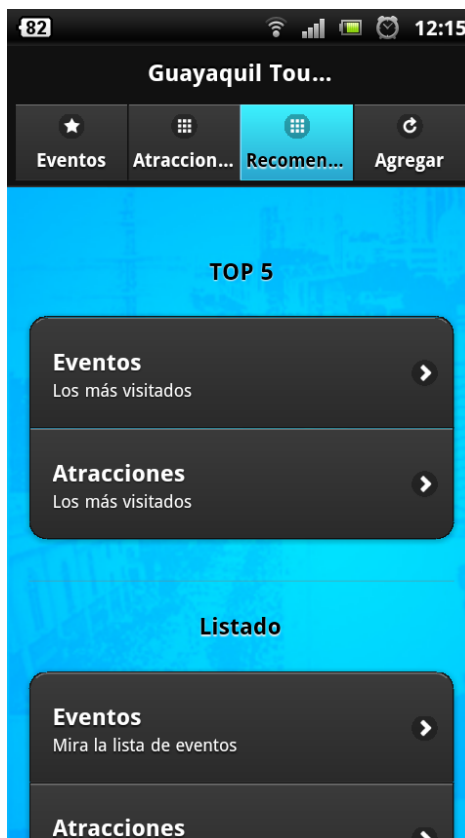 82
12:15
Guayaquil Tou...
Eventos
Atraccion...
Recomen...
Agregar
TOP 5
Eventos
Los más visitados
Atracciones
Los más visitados
Listado
Eventos
Mira la lista de eventos
Atracciones